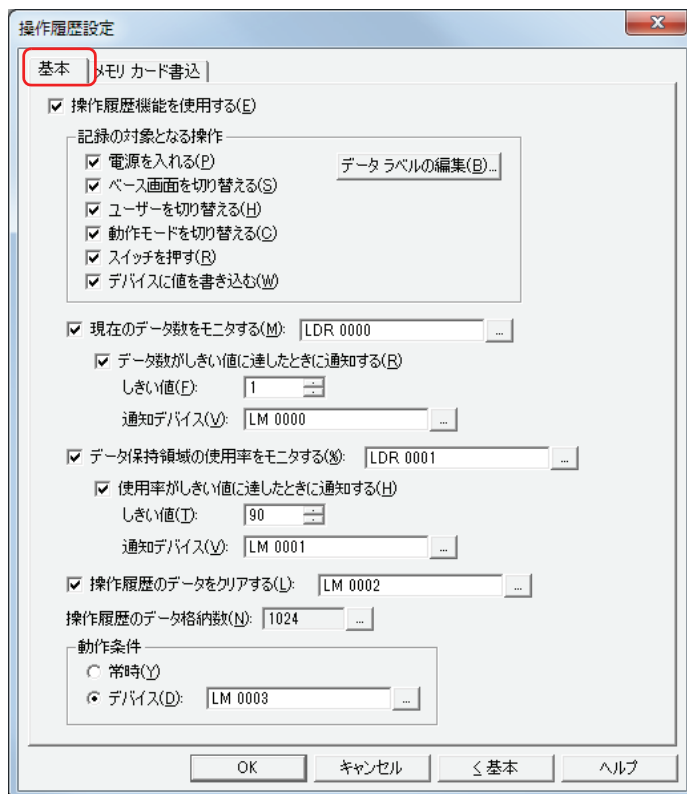 操作履歴設定
基本 メモリ カード書込
操作履歴機能を使用する(E)
記録の対象となる操作
電源を入れる(P) データ ラベルの編集(B)...
ベース画面を切り替える(S)
ユーザーを切り替える(H)
動作モードを切り替える(C)
スイッチを押す(R)
デバイスに値を書き込む(W)
現在のデータ数をモニタする(M): LDR 0000 ...
データ数がしきい値に達したときに通知する(R)
しきい値(F): 1
通知デバイス(V): LM 0000 ...
データ保持領域の使用率をモニタする(N): LDR 0001 ...
使用率がしきい値に達したときに通知する(H)
しきい値(T): 90
通知デバイス(V): LM 0001 ...
操作履歴のデータをクリアする(L): LM 0002 ...
操作履歴のデータ格納数(N): 1024 ...
動作条件
常時(Y)
デバイス(D): LM 0003 ...
OK キャンセル < 基本 ヘルプ